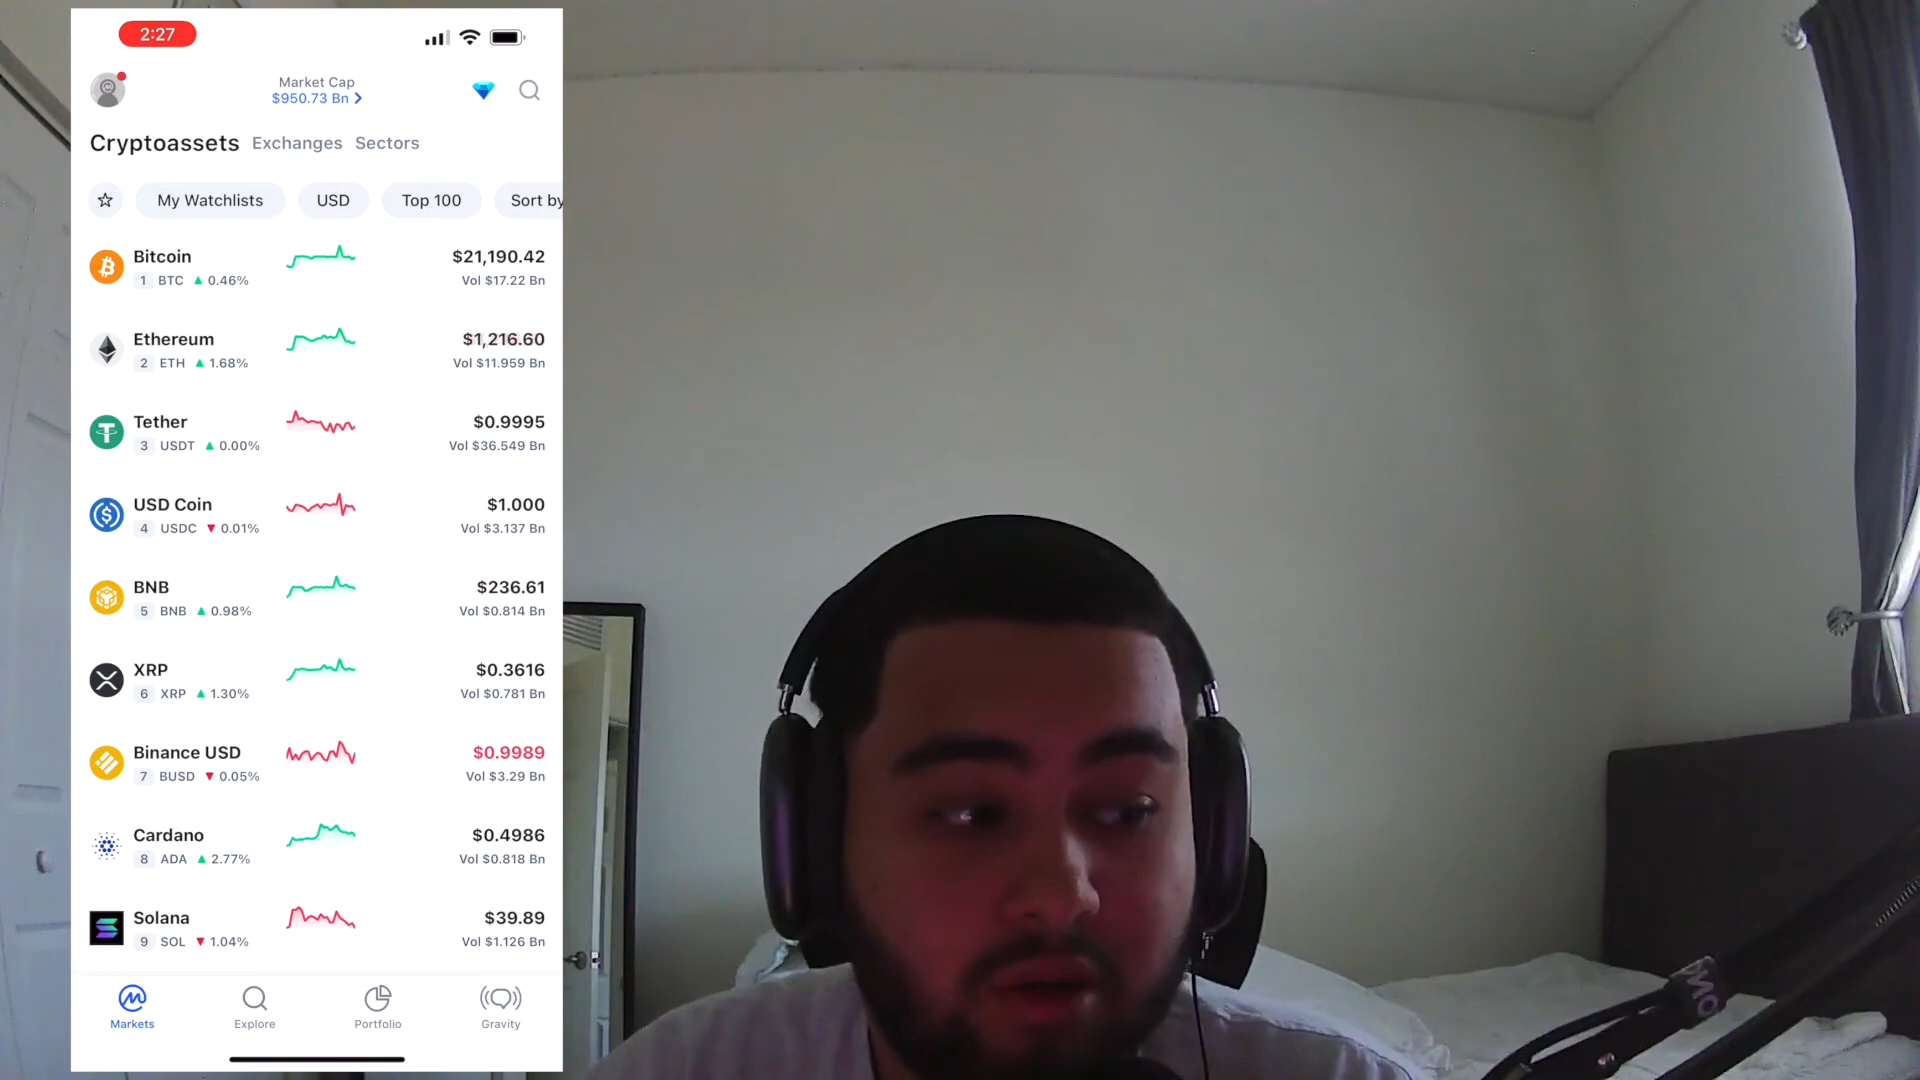 2:27
Market Cap
$950.73 Bn
Cryptoassets Exchanges Sectors
My Watchlists USD Top 100 Sort by
Bitcoin $21,190.42
1 BTC ▲ 0.46% Vol $17.22 Bn
Ethereum $1,216.60
2 ETH ▲ 1.68% Vol $11.959 Bn
Tether $0.9995
3 USDT ▲ 0.00% Vol $36.549 Bn
USD Coin $1.000
4 USDC ▼ 0.01% Vol $3.137 Bn
BNB $236.61
5 BNB ▲ 0.98% Vol $0.814 Bn
XRP $0.3616
6 XRP ▲ 1.30% Vol $0.781 Bn
Binance USD $0.9989
7 BUSD ▼ 0.05% Vol $3.29 Bn
Cardano $0.4986
8 ADA ▲ 2.77% Vol $0.818 Bn
Solana $39.89
9 SOL ▼ 1.04% Vol $1.126 Bn
Markets Explore Portfolio Gravity